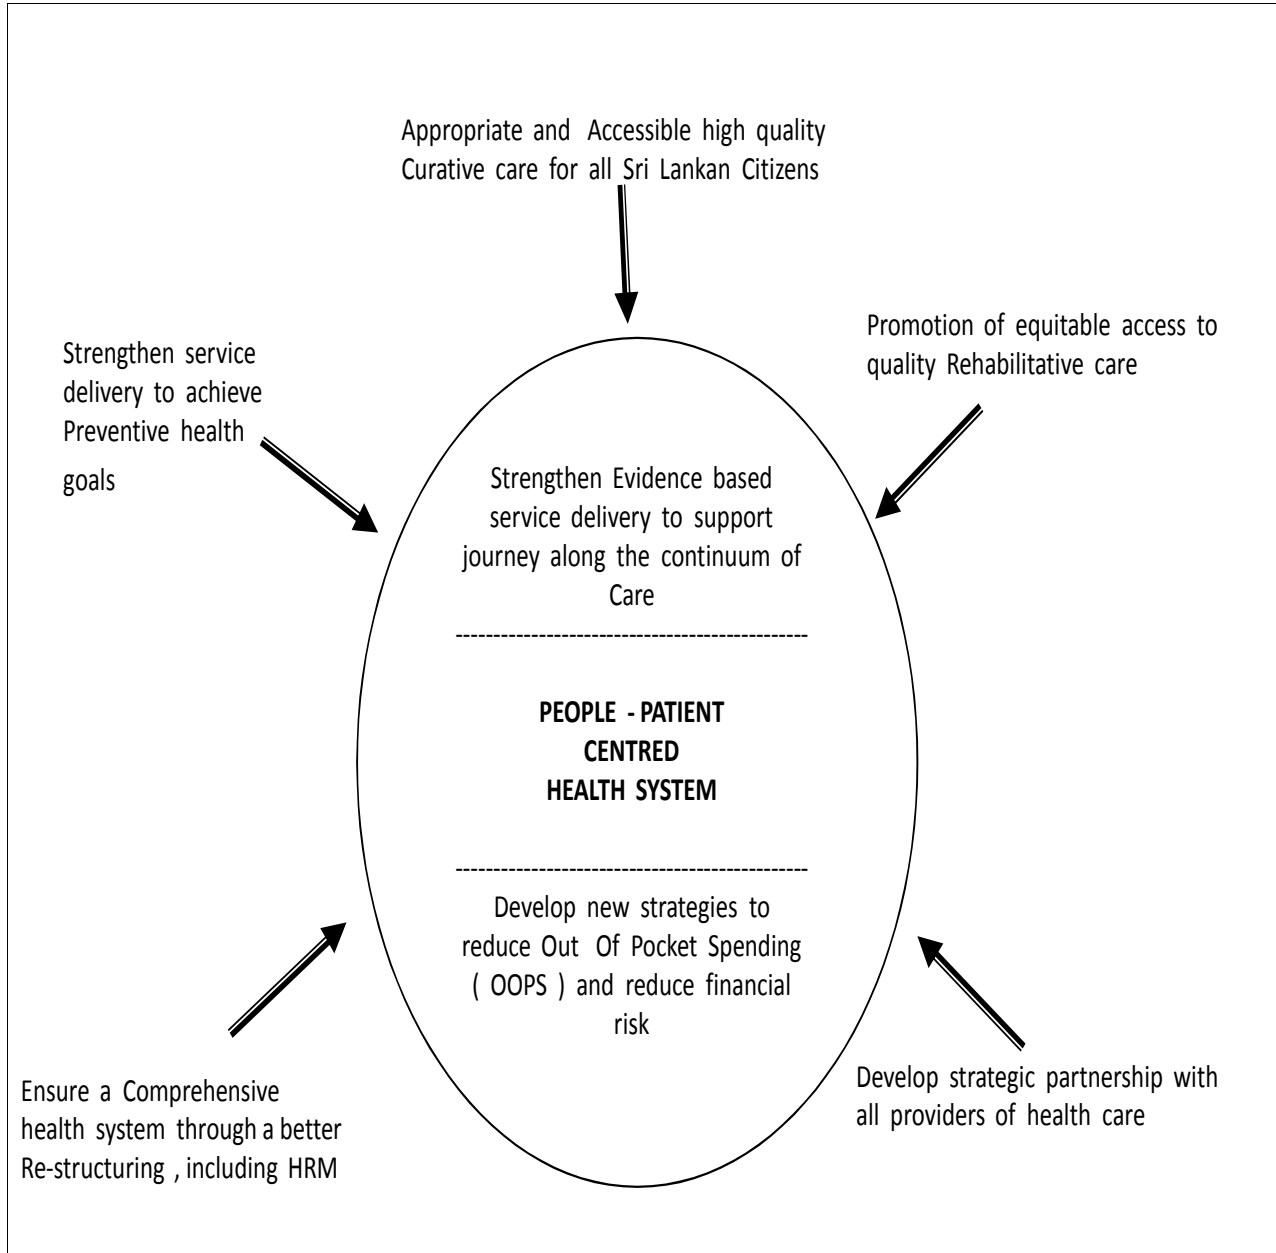 Appropriate and Accessible high quality
Curative care for all Sri Lankan Citizens
Promotion of equitable access to
quality Rehabilitative care
Strengthen service
delivery to achieve
Preventive health
goals
Strengthen Evidence based
service delivery to support
journey along the continuum of
Care
-----------------------------------------------
PEOPLE - PATIENT
CENTRED
HEALTH SYSTEM
-----------------------------------------------
Develop new strategies to
reduce Out Of Pocket Spending
( OOPS ) and reduce financial
risk
Ensure a Comprehensive
health system through a better
Re-structuring , including HRM
Develop strategic partnership with
all providers of health care